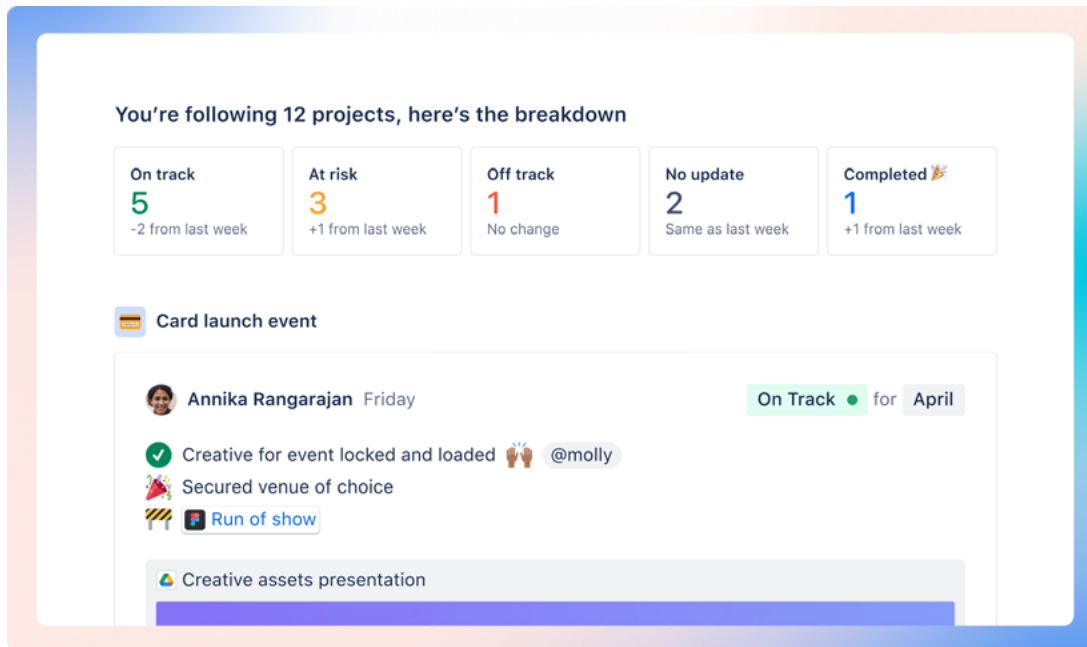 You’re following 12 projects, here’s the breakdown
On track
5
-2 from last week
At risk
3
+1 from last week
Off track
1
No change
No update
2
Same as last week
Completed 🎉
1
+1 from last week
Card launch event
Annika Rangarajan Friday
On Track for April
Creative for event locked and loaded 🙌🏽 @molly
Secured venue of choice
Run of show
Creative assets presentation